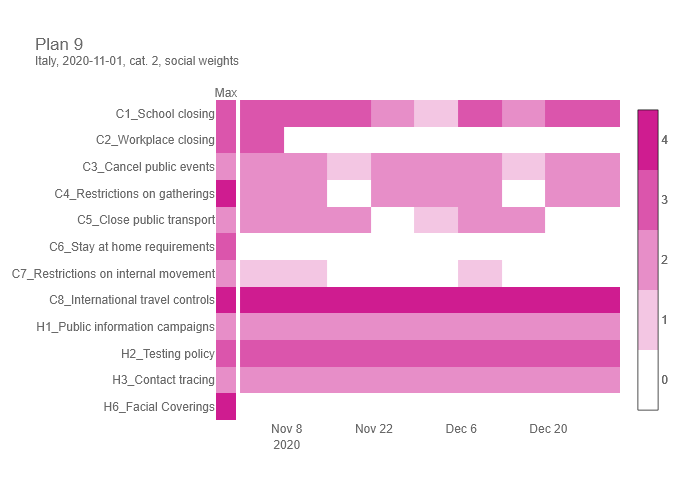 Plan 9
Italy, 2020-11-01, cat. 2, social weights
Max
C1_School closing
C2_Workplace closing
C3_Cancel public events
C4_Restrictions on gatherings
C5_Close public transport
C6_Stay at home requirements
C7_Restrictions on internal movement
C8_International travel controls
H1_Public information campaigns
H2_Testing policy
H3_Contact tracing
H6_Facial Coverings
Nov 8 Nov 22 Dec 6 Dec 20
2020
4
3
2
1
0